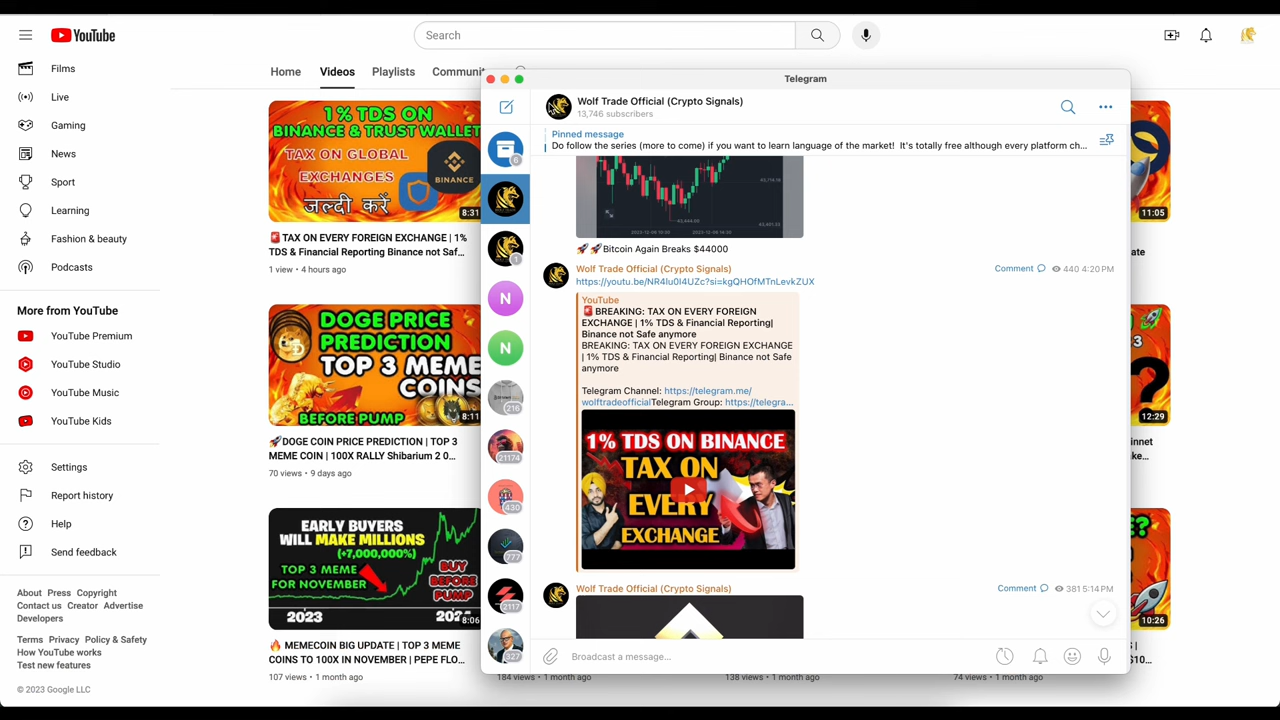 YouTube
Search
Films
Live
Gaming
News
Sport
Learning
Fashion & beauty
Podcasts
More from YouTube
YouTube Premium
YouTube Studio
YouTube Music
YouTube Kids
Settings
Report history
Help
Send feedback
About Press Copyright
Contact us Creator Advertise
Developers
Terms Privacy Policy & Safety
How YouTube works
Test new features
© 2023 Google LLC
Home Videos Playlists
1% TDS ON
BINANCE & TRUST WALLET
TAX ON GLOBAL
EXCHANGES
BINANCE
जल्दी करें
8:31
🚨TAX ON EVERY FOREIGN EXCHANGE | 1%
TDS & Financial Reporting Binance not Saf...
1 view • 4 hours ago
DOGE PRICE
PREDICTION
TOP 3 MEME
COINS
BEFORE PUMP
8:11
🚀DOGE COIN PRICE PREDICTION | TOP 3
MEME COIN | 100X RALLY Shibarium 2 0...
70 views • 9 days ago
EARLY BUYERS
WILL MAKE MILLIONS
(+7,000,000%)
TOP 3 MEME
FOR NOVEMBER
BUY
BEFORE
PUMP
2023
8:06
🔥 MEMECOIN BIG UPDATE | TOP 3 MEME
COINS TO 100X IN NOVEMBER | PEPE FLO...
107 views • 1 month ago
184 views • 1 month ago
138 views • 1 month ago
74 views • 1 month ago
11:05
12:29
10:26
Telegram
Wolf Trade Official (Crypto Signals)
13,746 subscribers
Pinned message
Do follow the series (more to come) if you want to learn language of the market! It's totally free although every platform ch...
6
1
N
N
216
21174
430
777
2117
327
🚀🚀Bitcoin Again Breaks $44000
Wolf Trade Official (Crypto Signals)
Comment 440 4:20 PM
https://youtu.be/NR4lu0I4UZc?si=kgQHOfMTnLevkZUX
YouTube
🚨BREAKING: TAX ON EVERY FOREIGN
EXCHANGE | 1% TDS & Financial Reporting|
Binance not Safe anymore
BREAKING: TAX ON EVERY FOREIGN EXCHANGE
| 1% TDS & Financial Reporting| Binance not Safe
anymore
Telegram Channel: https://telegram.me/
wolftradeofficialTelegram Group: https://telegra...
1% TDS ON BINANCE
TAX ON
EVERY
EXCHANGE
Wolf Trade Official (Crypto Signals)
Comment 381 5:14 PM
Broadcast a message...